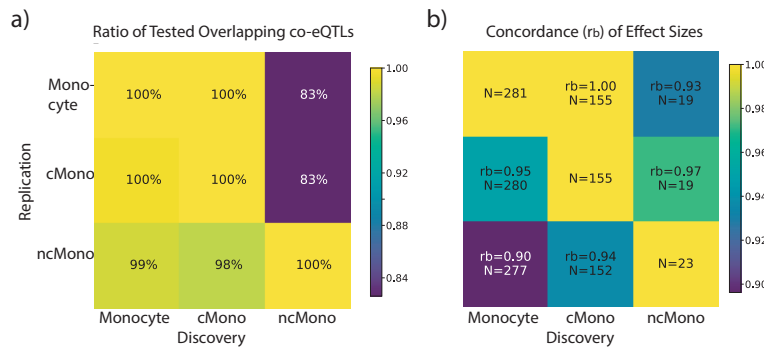 a)
Ratio of Tested Overlapping co-eQTLs
Replication
Mono-
cyte
cMono
ncMono
100%
100%
83%
100%
100%
83%
99%
98%
100%
Monocyte
cMono
ncMono
Discovery
1.00
0.96
0.92
0.88
0.84
b)
Concordance (rb) of Effect Sizes
N=281
rb=1.00
N=155
rb=0.93
N=19
rb=0.95
N=280
N=155
rb=0.97
N=19
rb=0.90
N=277
rb=0.94
N=152
N=23
Monocyte
cMono
ncMono
Discovery
1.00
0.98
0.96
0.94
0.92
0.90